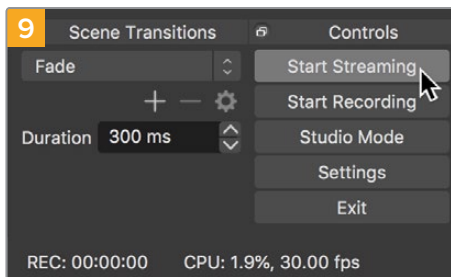 9
Scene Transitions
Fade
Duration 300 ms
Controls
Start Streaming
Start Recording
Studio Mode
Settings
Exit
REC: 00:00:00 CPU: 1.9%, 30.00 fps